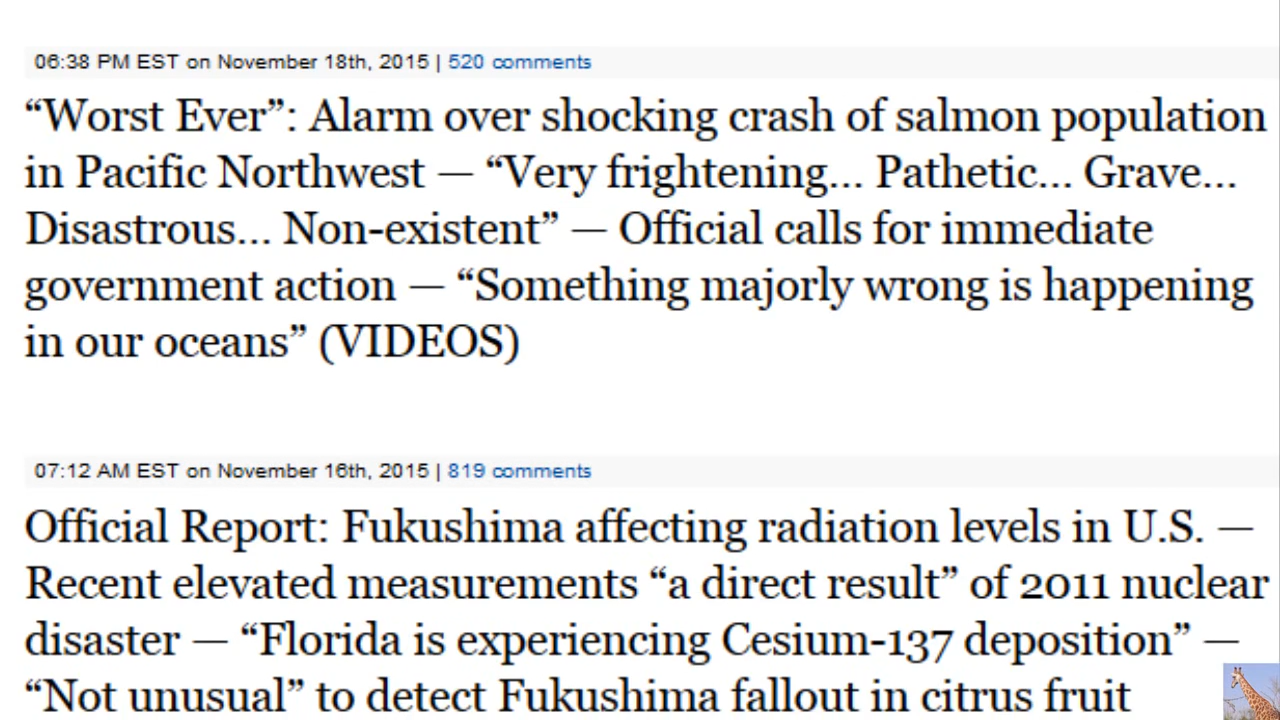 06:38 PM EST on November 18th, 2015 | 520 comments
“Worst Ever”: Alarm over shocking crash of salmon population
in Pacific Northwest — “Very frightening... Pathetic... Grave...
Disastrous... Non-existent” — Official calls for immediate
government action — “Something majorly wrong is happening
in our oceans” (VIDEOS)
07:12 AM EST on November 16th, 2015 | 819 comments
Official Report: Fukushima affecting radiation levels in U.S. —
Recent elevated measurements “a direct result” of 2011 nuclear
disaster — “Florida is experiencing Cesium-137 deposition” —
“Not unusual” to detect Fukushima fallout in citrus fruit